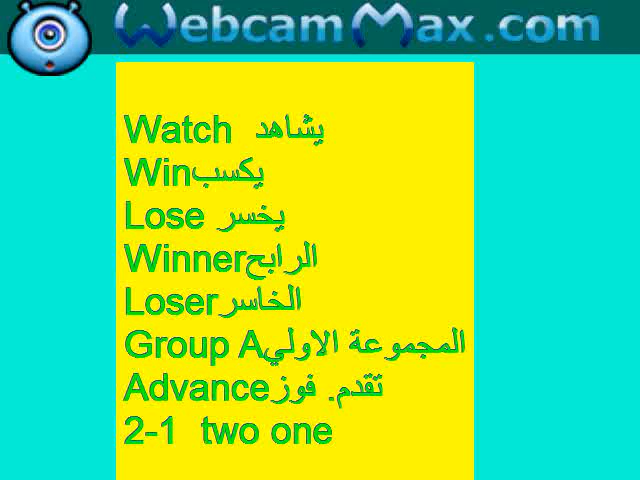 WebcamMax.com
Watch يشاهد
Winيكسب
Lose يخسر
Winnerالرابح
Loserالخاسر
Group Aالمجموعة الاولي
Advanceتقدم. فوز
2-1 two one